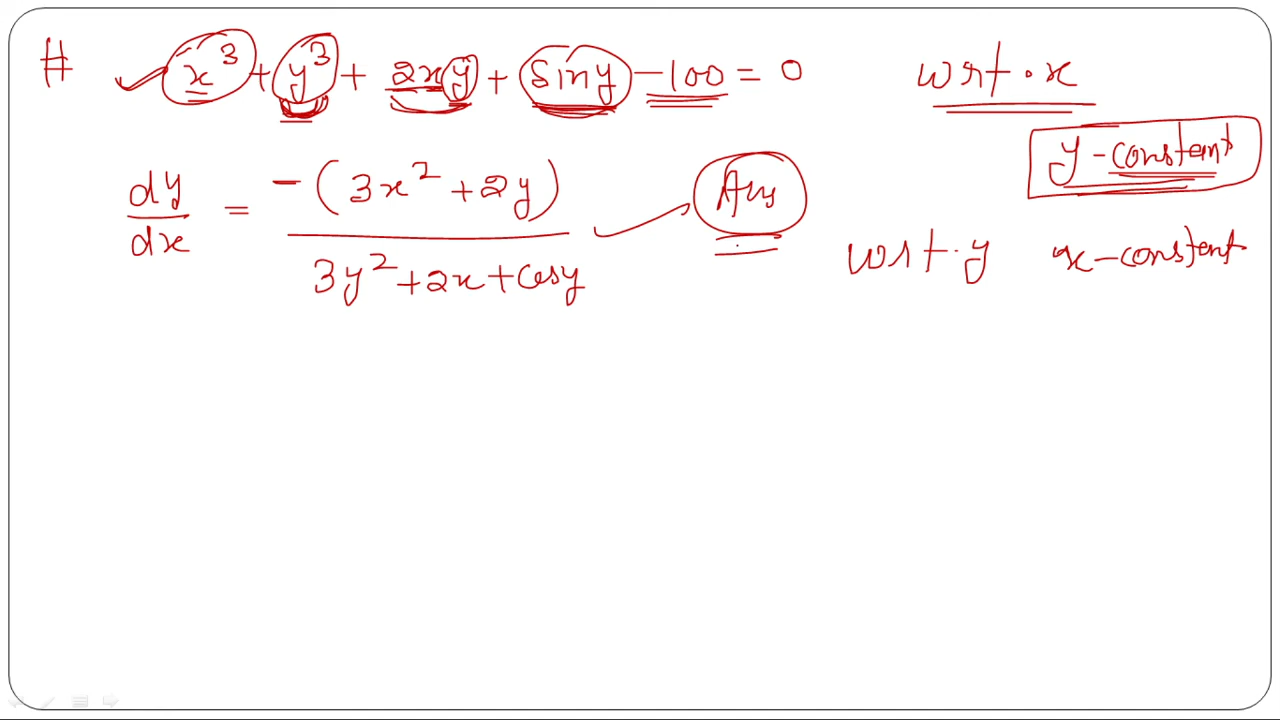 # x³ + y³ + 2xy + Siny - 100 = 0 wrt. x
y - constant
dy/dx = -(3x² + 2y) / 3y² + 2x + Cosy Ans
wrt. y x - constant